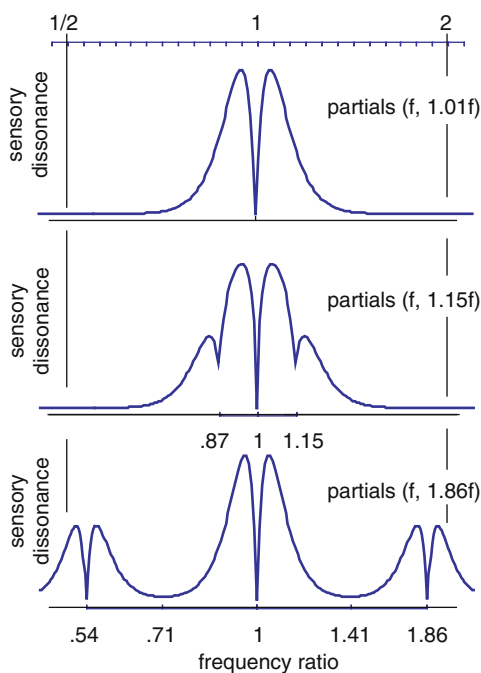 1/2 1 2
sensory
dissonance
partials (f, 1.01f)
sensory
dissonance
partials (f, 1.15f)
.87 1 1.15
sensory
dissonance
partials (f, 1.86f)
.54 .71 1 1.41 1.86
frequency ratio